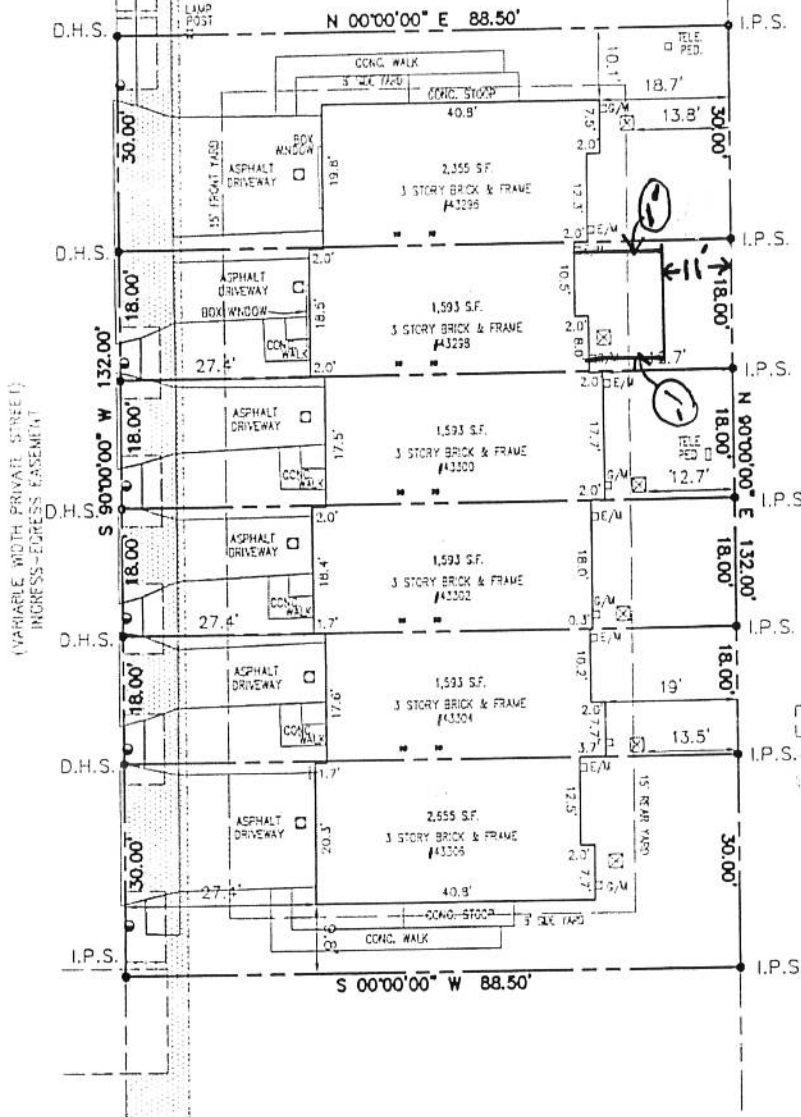 LAMP
POST
D.H.S.
N 00°00'00" E 88.50'
I.P.S.
TELE.
PED.
CONC. WALK
5' SIDE YARD
CONC. STOOP
10.1'
18.7'
13.8'
40.8'
G/M
7.5'
2.0'
30.00'
30.00'
15' FRONT YARD
BOX
WINDOW
ASPHALT
DRIVEWAY
19.8'
2,355 S.F.
3 STORY BRICK & FRAME
#43296
12.3'
2.0'
E/M
1'
D.H.S.
I.P.S.
2.0'
11'
18.00'
ASPHALT
DRIVEWAY
BOX WINDOW
18.5'
1,593 S.F.
3 STORY BRICK & FRAME
#43298
10.5'
2.0'
8.0'
18.00'
CONC.
WALK
27.4'
2.0'
I.P.S.
S 90°00'00" W 132.00'
2.0'
E/M
1'
18.00'
ASPHALT
DRIVEWAY
17.5'
1,593 S.F.
3 STORY BRICK & FRAME
#43300
17.7'
TELE
PED
18.00'
N 90°00'00" E 132.00'
CONC.
WALK
G/M
2.0'
12.7'
D.H.S.
I.P.S.
2.0'
E/M
(VARIABLE WIDTH PRIVATE STREET)
INGRESS-EGRESS EASEMENT
18.00'
ASPHALT
DRIVEWAY
18.4'
1,593 S.F.
3 STORY BRICK & FRAME
#43302
18.0'
18.00'
CONC.
WALK
27.4'
1.7'
G/M
0.3'
D.H.S.
I.P.S.
E/M
18.00'
ASPHALT
DRIVEWAY
17.6'
1,593 S.F.
3 STORY BRICK & FRAME
#43304
10.2'
2.0'
7.7'
19'
18.00'
CONC.
WALK
3.7'
13.5'
D.H.S.
I.P.S.
1.7'
E/M
30.00'
ASPHALT
DRIVEWAY
20.3'
2,555 S.F.
3 STORY BRICK & FRAME
#43306
12.5'
2.0'
7.7'
15' REAR YARD
30.00'
27.4'
40.8'
G/M
CONC. STOOP
5' SIDE YARD
CONC. WALK
I.P.S.
I.P.S.
S 00°00'00" W 88.50'